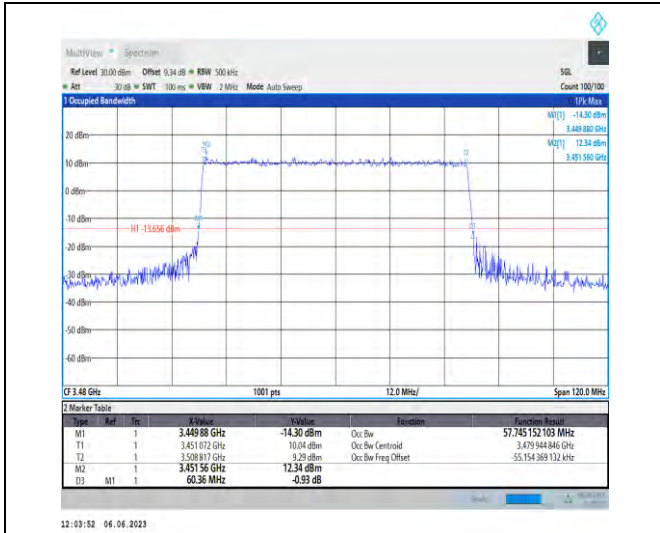 MultiView Spectrum
Ref Level 30.00 dBm Offset 9.34 dB RBW 500 kHz SGL
Att 30 dB SWT 100 ms VBW 2 MHz Mode Auto Sweep Count 100/100
1 Occupied Bandwidth 1Pk Max
M1[1] -14.30 dBm
3.449 880 GHz
M2[1] 12.34 dBm
3.451 560 GHz
20 dBm
10 dBm
0 dBm
-10 dBm
H1 -13.656 dBm
-30 dBm
-40 dBm
-50 dBm
-60 dBm
CF 3.48 GHz 1001 pts 12.0 MHz/ Span 120.0 MHz
2 Marker Table
Type Ref Trc X-Value Y-Value Function Function Result
M1 1 3.449 88 GHz -14.30 dBm Occ Bw 57.745 152 103 MHz
T1 1 3.451 072 GHz 10.04 dBm Occ Bw Centroid 3.479 944 846 GHz
T2 1 3.508 817 GHz 9.29 dBm Occ Bw Freq Offset -55.154 369 132 kHz
M2 1 3.451 56 GHz 12.34 dBm
D3 M1 1 60.36 MHz -0.93 dB
12:03:52 06.06.2023